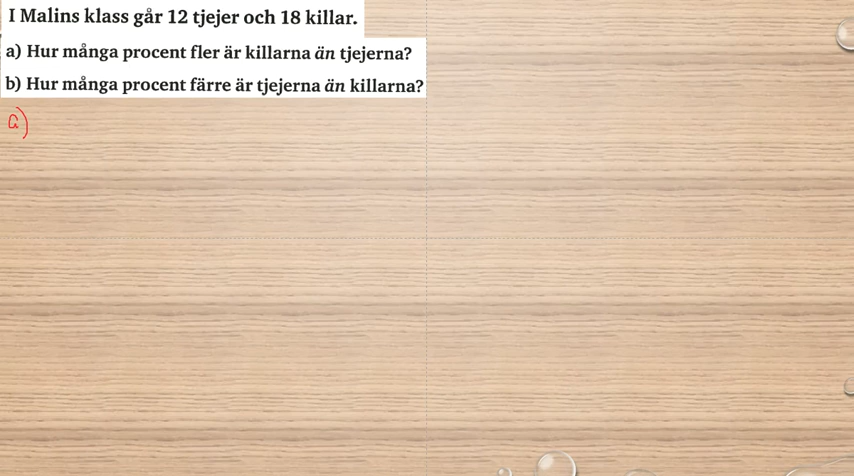 I Malins klass går 12 tjejer och 18 killar.
a) Hur många procent fler är killarna än tjejerna?
b) Hur många procent färre är tjejerna än killarna?
a)